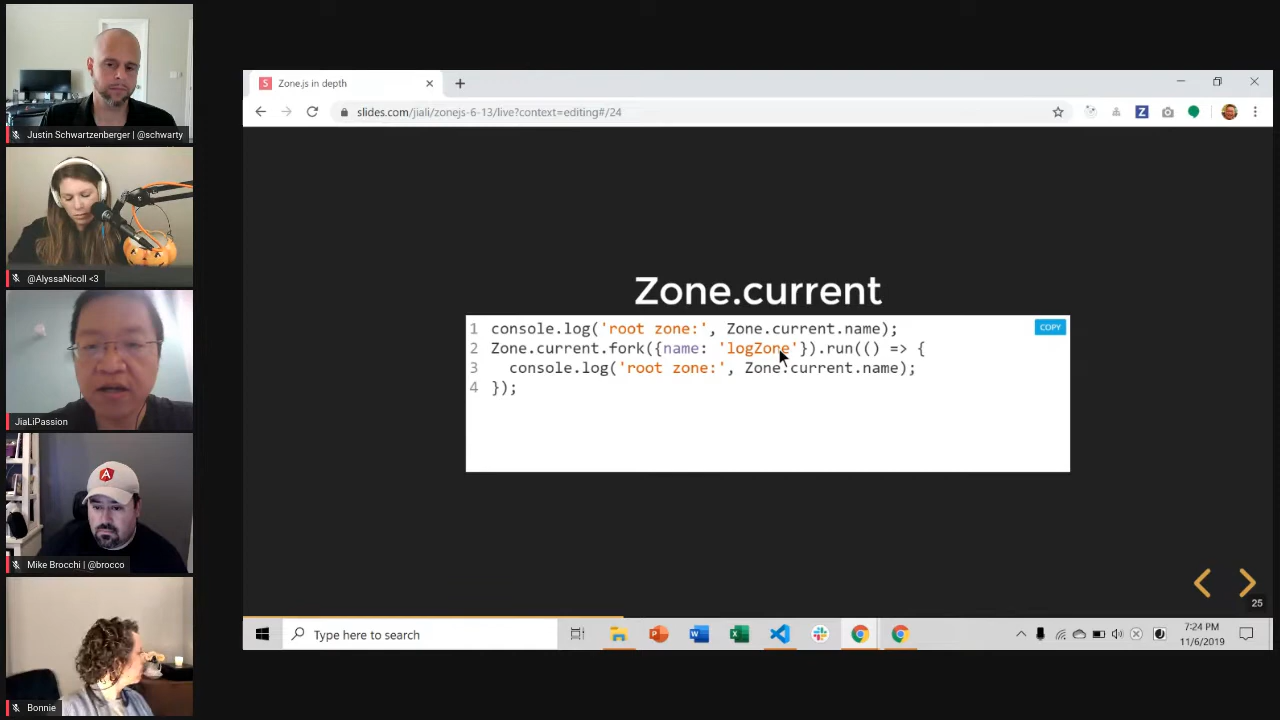 Justin Schwartzenberger | @schwarty
@AlyssaNicoll <3
JiaLiPassion
Mike Brocchi | @brocco
Bonnie
S Zone.js in depth
slides.com/jiali/zonejs-6-13/live?context=editing#/24
Z
Zone.current
COPY
1 console.log('root zone:', Zone.current.name);
2 Zone.current.fork({name: 'logZone'}).run(() => {
3 console.log('root zone:', Zone.current.name);
4 });
25
Type here to search
7:24 PM
11/6/2019